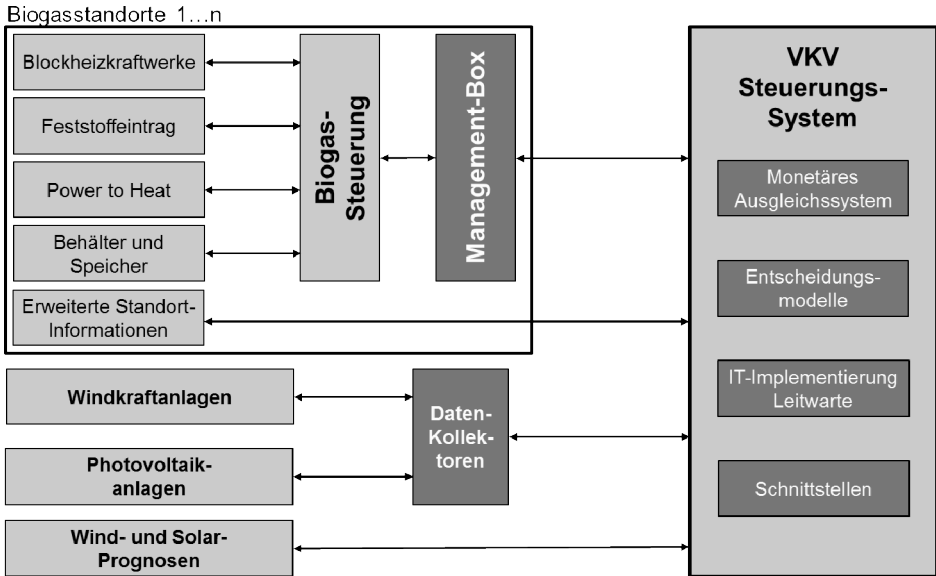 Biogasstandorte 1...n
Blockheizkraftwerke
Feststoffeintrag
Power to Heat
Behälter und
Speicher
Erweiterte Standort-
Informationen
Biogas-
Steuerung
Management-Box
Windkraftanlagen
Photovoltaik-
anlagen
Wind- und Solar-
Prognosen
Daten-
Kollek-
toren
VKV
Steuerungs-
System
Monetäres
Ausgleichssystem
Entscheidungs-
modelle
IT-Implementierung
Leitwarte
Schnittstellen